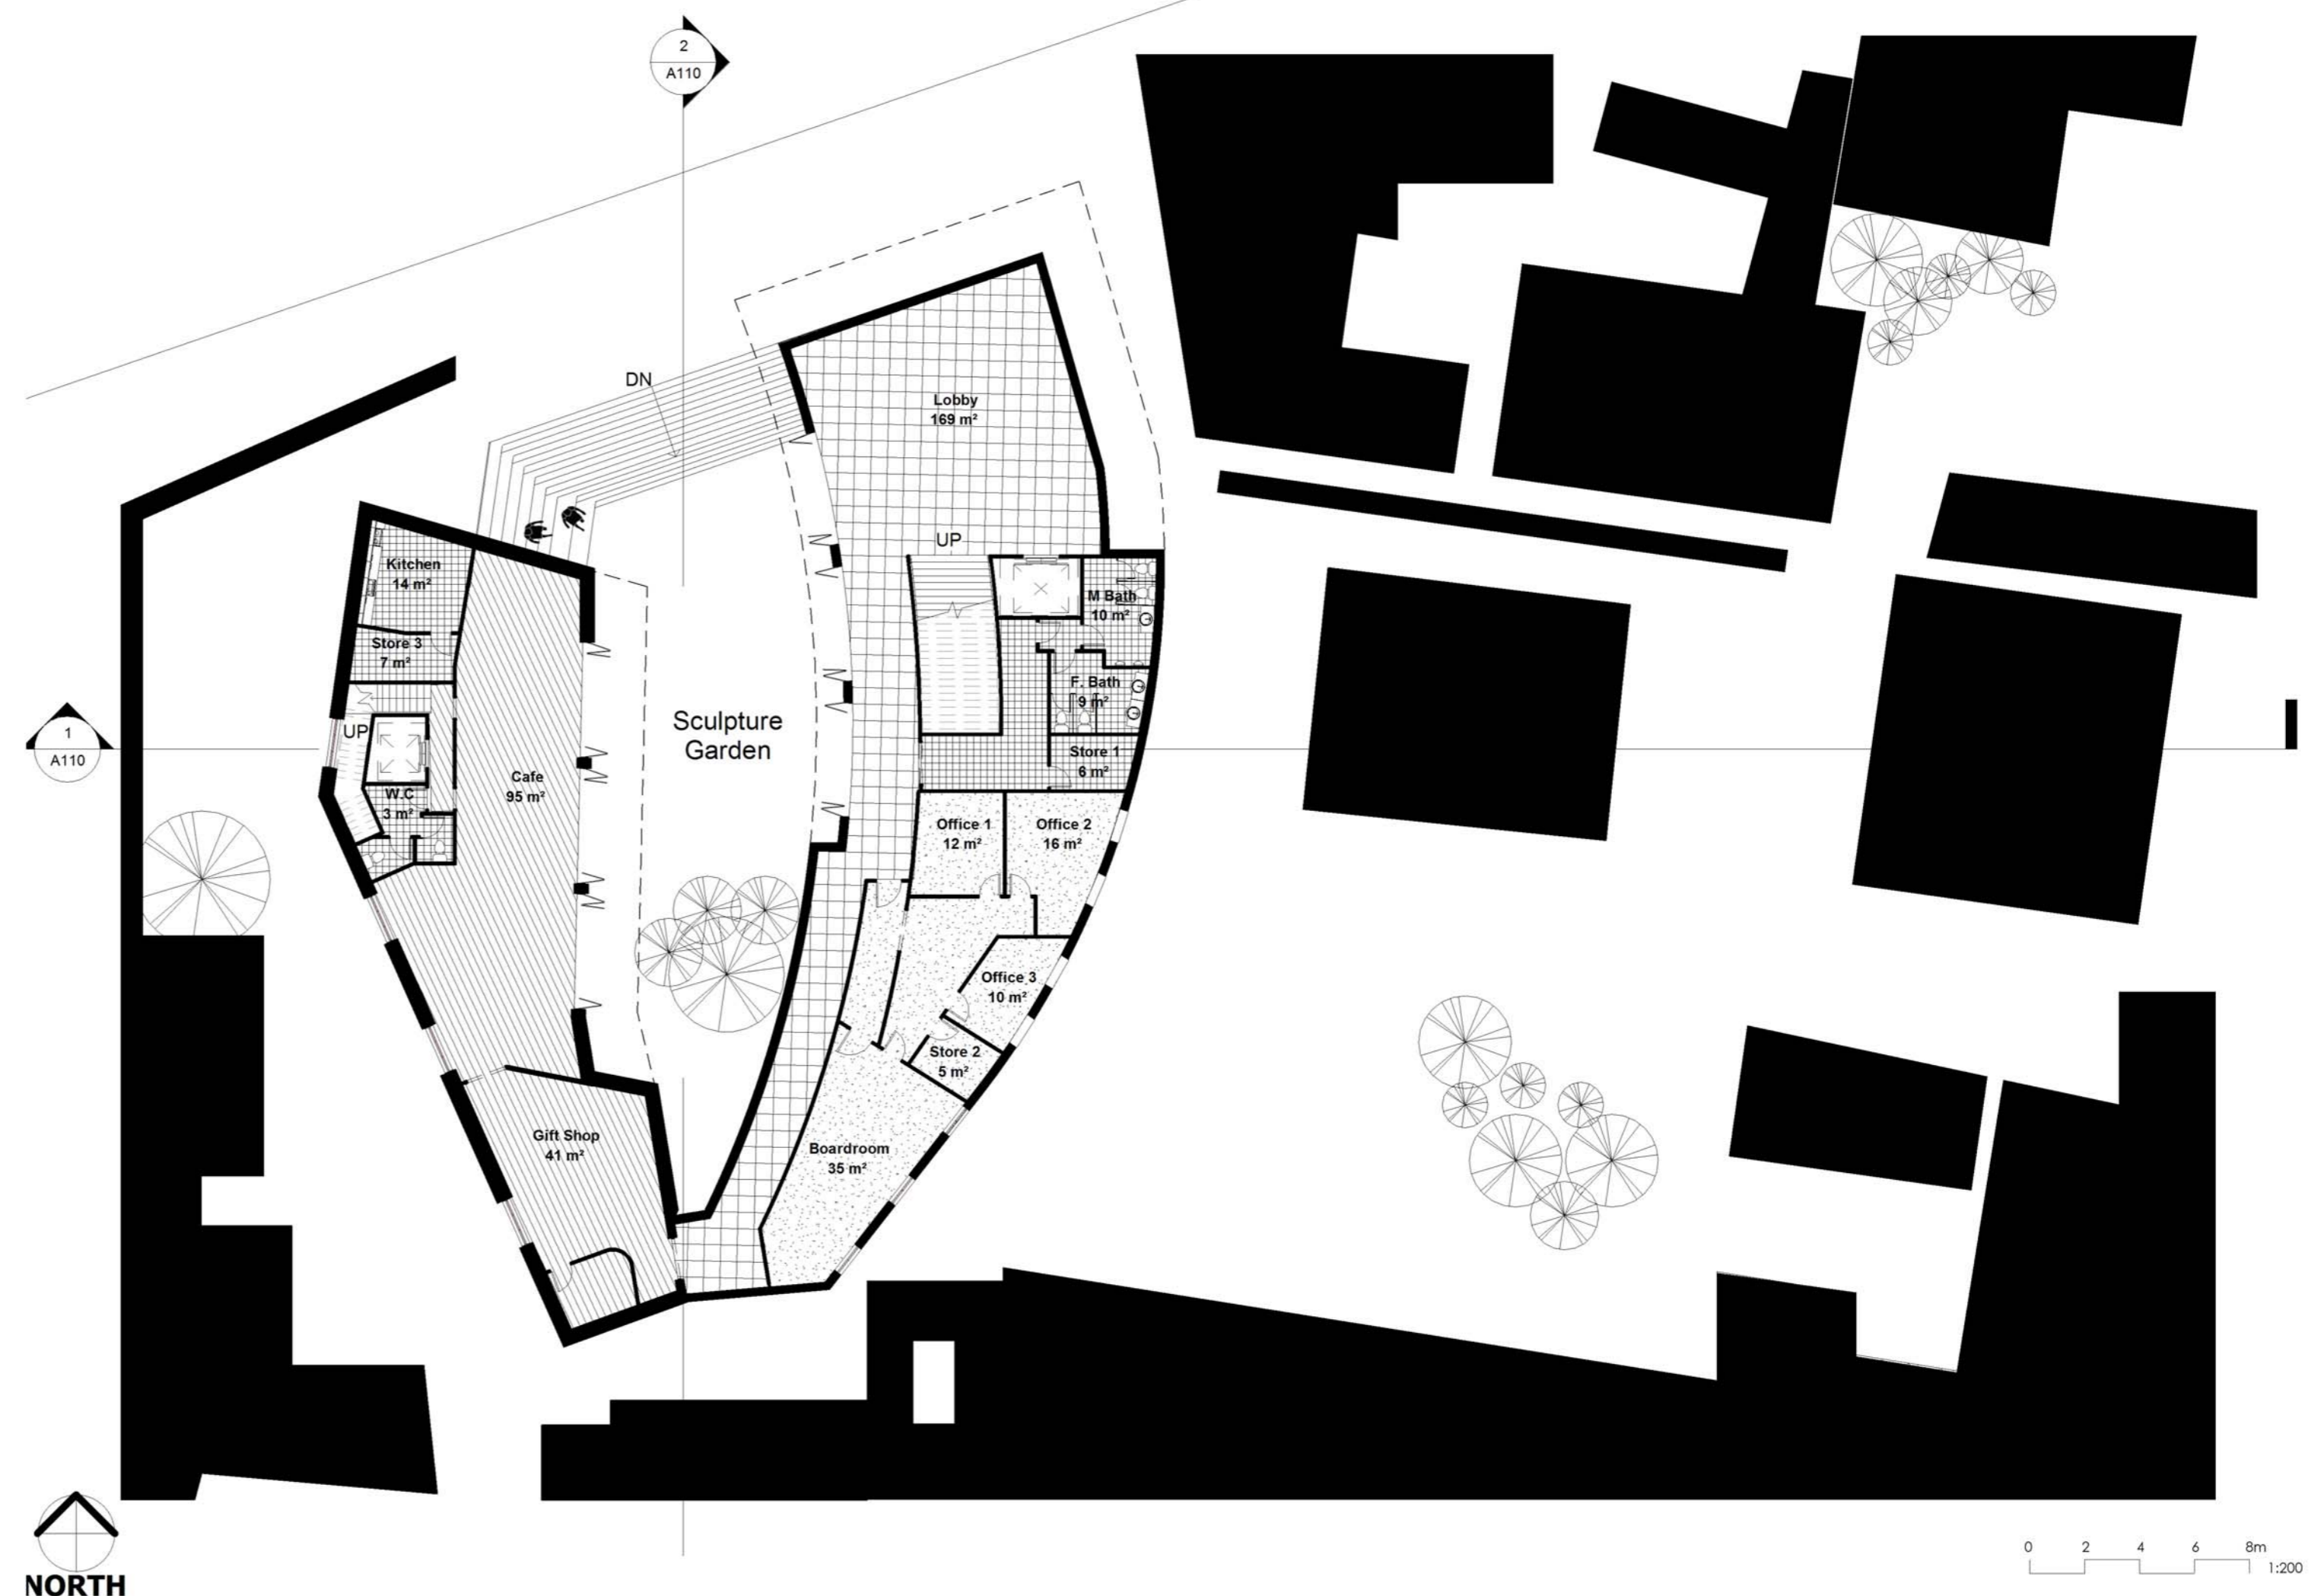 2
A110
DN
Lobby
169 m²
UP
Kitchen
14 m²
M Bath
10 m²
Store 3
7 m²
F. Bath
9 m²
Sculpture
Garden
1
A110
UP
Store 1
6 m²
Cafe
95 m²
W.C
3 m²
Office 1
12 m²
Office 2
16 m²
Office 3
10 m²
Store 2
5 m²
Gift Shop
41 m²
Boardroom
35 m²
NORTH
0 2 4 6 8m
1:200